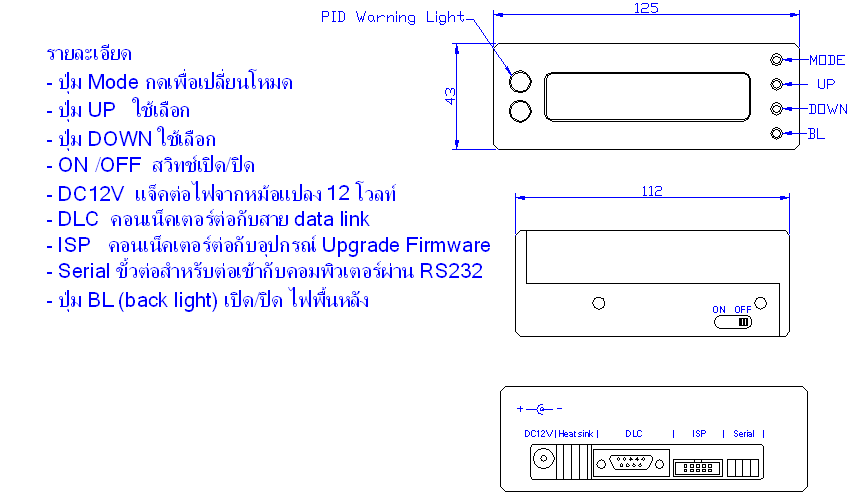 รายละเอียด
- ปุ่ม Mode กดเพื่อเปลี่ยนโหมด
- ปุ่ม UP ใช้เลือก
- ปุ่ม DOWN ใช้เลือก
- ON /OFF สวิทช์เปิด/ปิด
- DC12V แจ็คต่อไฟจากหม้อแปลง 12 โวลท์
- DLC คอนเน็คเตอร์ต่อกับสาย data link
- ISP คอนเน็คเตอร์ต่อกับอุปกรณ์ Upgrade Firmware
- Serial ขั้วต่อสำหรับต่อเข้ากับคอมพิวเตอร์ผ่าน RS232
- ปุ่ม BL (back light) เปิด/ปิด ไฟพื้นหลัง
PID Warning Light
125
43
MODE
UP
DOWN
BL
112
ON OFF
+ -
DC12V Heat sink DLC ISP Serial